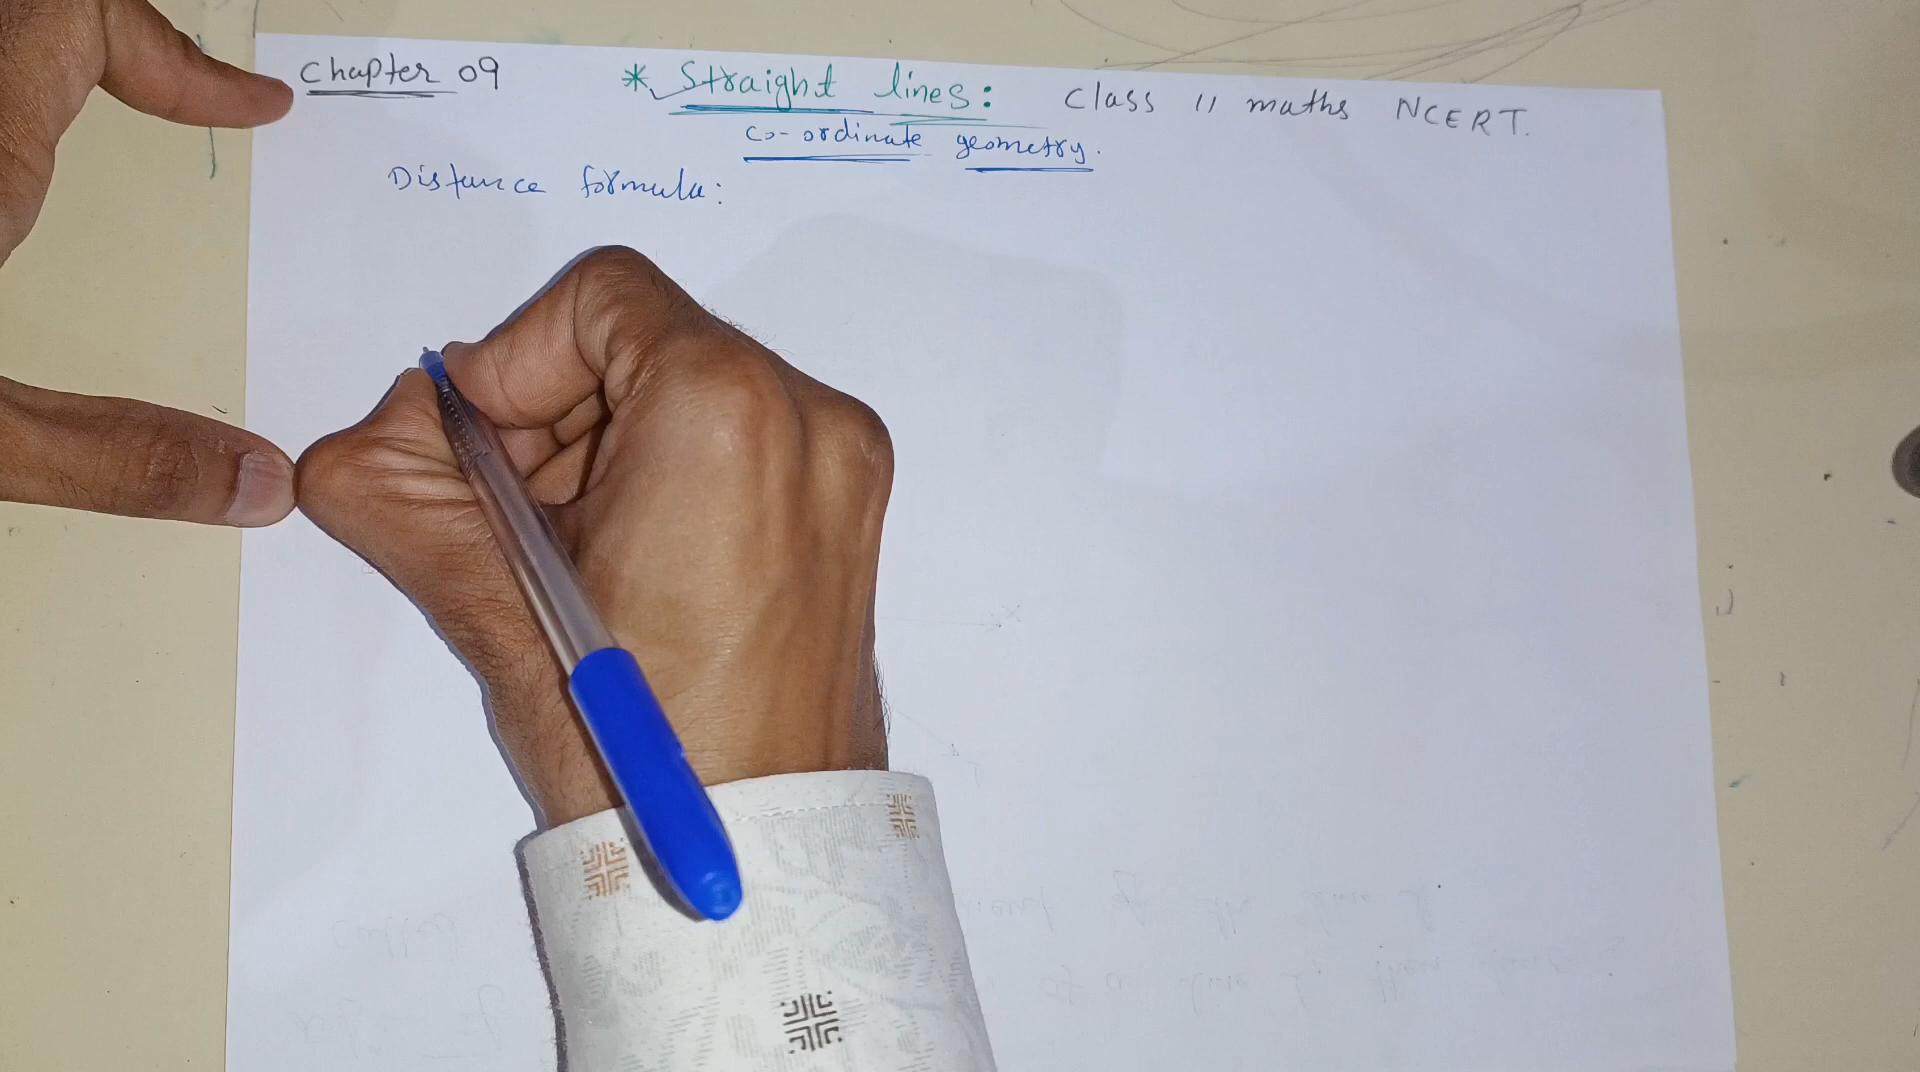 Chapter 09 * Straight lines: Class 11 maths NCERT.
Co-ordinate geometry.
Distance formula: